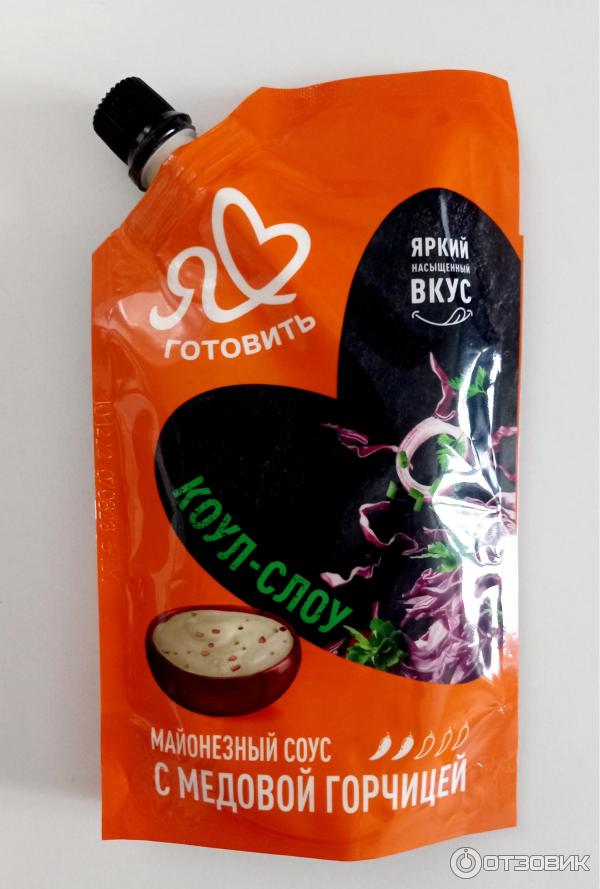 Я
ГОТОВИТЬ
ЯРКИЙ
НАСЫЩЕННЫЙ
ВКУС
КОУЛ-СЛОУ
МАЙОНЕЗНЫЙ СОУС
С МЕДОВОЙ ГОРЧИЦЕЙ
ОТЗОВИК